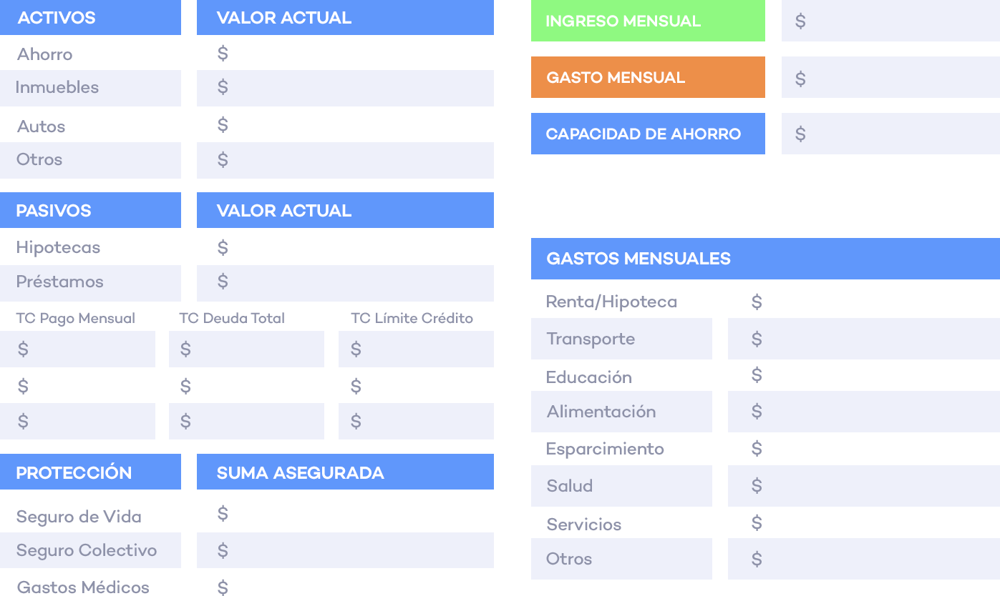 ACTIVOS VALOR ACTUAL
Ahorro $
Inmuebles $
Autos $
Otros $
PASIVOS VALOR ACTUAL
Hipotecas $
Préstamos $
TC Pago Mensual TC Deuda Total TC Límite Crédito
$ $ $
$ $ $
$ $ $
PROTECCIÓN SUMA ASEGURADA
Seguro de Vida $
Seguro Colectivo $
Gastos Médicos $
INGRESO MENSUAL $
GASTO MENSUAL $
CAPACIDAD DE AHORRO $
GASTOS MENSUALES
Renta/Hipoteca $
Transporte $
Educación $
Alimentación $
Esparcimiento $
Salud $
Servicios $
Otros $